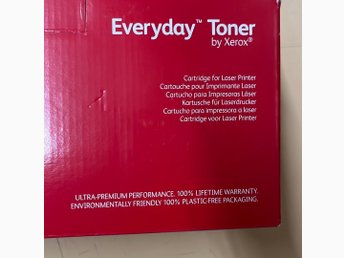 Everyday™ Toner
by Xerox®
Cartridge for Laser Printer
Cartouche pour Imprimante Laser
Cartucho para Impresoras Láser
Kartusche für Laserdrucker
Cartucho para impressora a laser
Cartridge voor Laser Printer
ULTRA-PREMIUM PERFORMANCE. 100% LIFETIME WARRANTY.
ENVIRONMENTALLY FRIENDLY 100% PLASTIC-FREE PACKAGING.